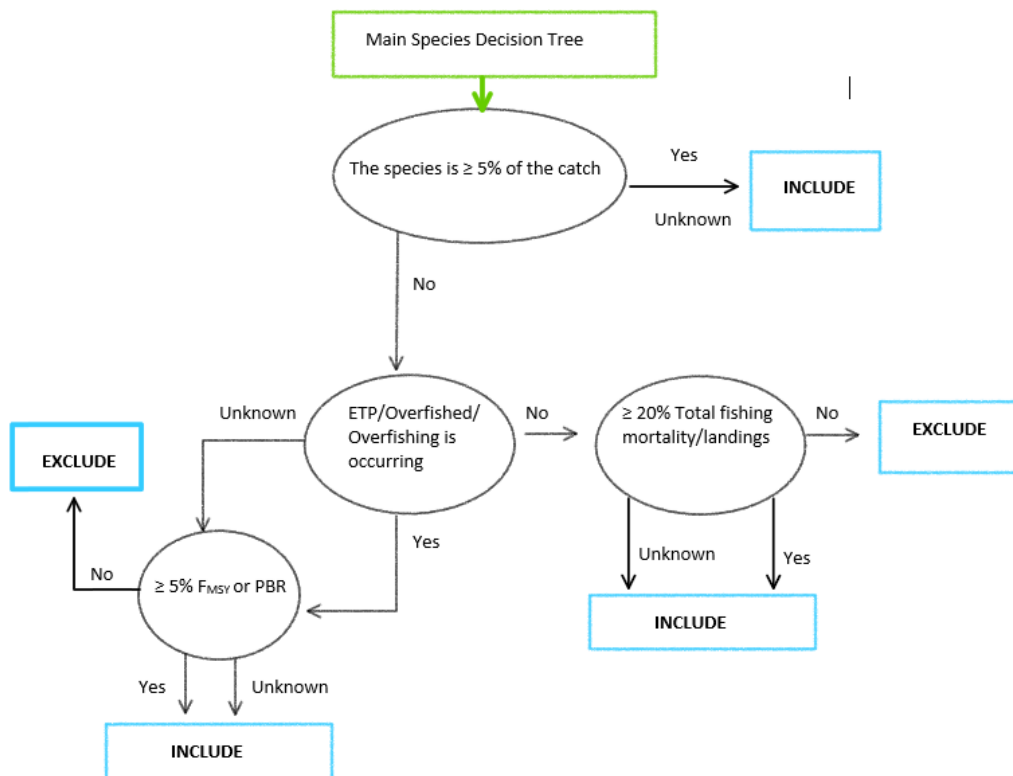 Main Species Decision Tree
The species is ≥ 5% of the catch
Yes
Unknown
INCLUDE
No
Unknown
ETP/Overfished/
Overfishing is
occurring
No
≥ 20% Total fishing
mortality/landings
No
EXCLUDE
EXCLUDE
Yes
Unknown
Yes
No
≥ 5% FMSY or PBR
INCLUDE
Yes
Unknown
INCLUDE